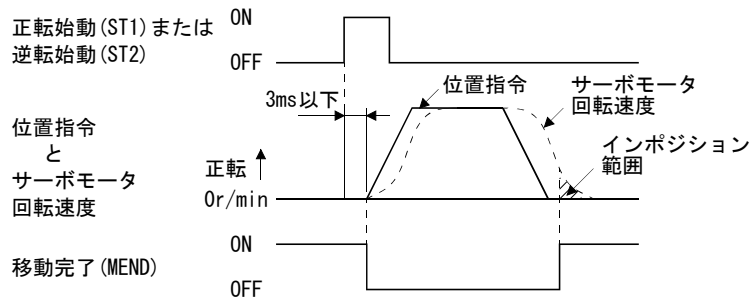 正転始動(ST1)または
逆転始動(ST2)
ON
OFF
3ms以下
位置指令
サーボモータ
回転速度
位置指令
と
サーボモータ
回転速度
正転
0r/min
インポジション
範囲
移動完了(MEND)
ON
OFF